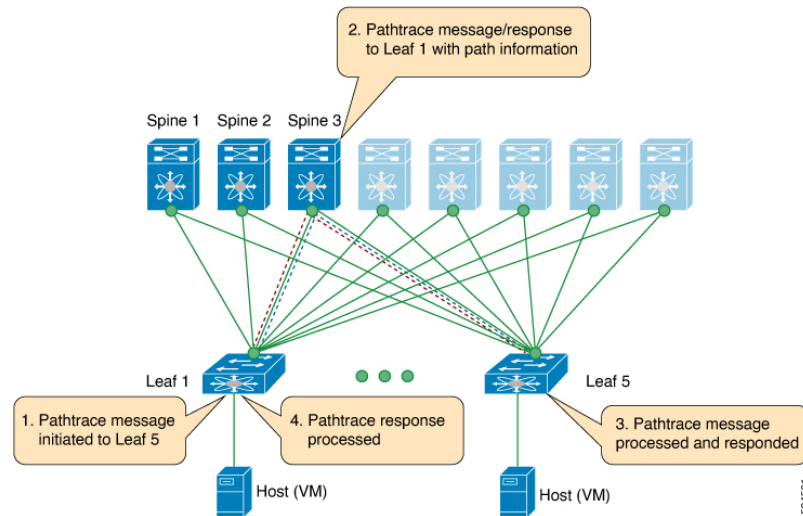 2. Pathtrace message/response
to Leaf 1 with path information
Spine 1
Spine 2
Spine 3
Leaf 1
Leaf 5
1. Pathtrace message
initiated to Leaf 5
4. Pathtrace response
processed
3. Pathtrace message
processed and responded
Host (VM)
Host (VM)